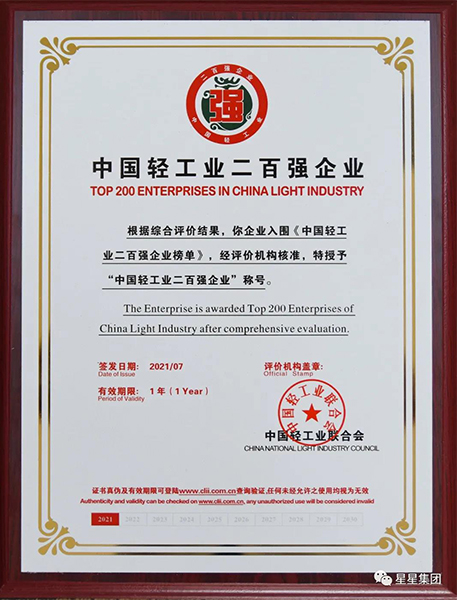 二百强企业
强
中国轻工业
中国轻工业二百强企业
TOP 200 ENTERPRISES IN CHINA LIGHT INDUSTRY
根据综合评价结果，你企业入围《中国轻工
业二百强企业榜单》，经评价机构核准，特授予
“中国轻工业二百强企业”称号。
The Enterprise is awarded Top 200 Enterprises of
China Light Industry after comprehensive evaluation.
签发日期： 2021/07
Date of Issue
评价机构盖章：
Official Stamp
有效期限： 1年（1 Year）
Period of Validity
中国轻工业联合会
中国轻工业联合会
CHINA NATIONAL LIGHT INDUSTRY COUNCIL
证书真伪及有效期限可登陆www.clii.com.cn查询验证,任何未经允许之使用均视为无效
Authenticity and validity can be checked on www.clii.com.cn, any unauthorized use will be considered invalid
2021 2022 2023 2024 2025 2026 2027 2028 2029 2030
星星集团